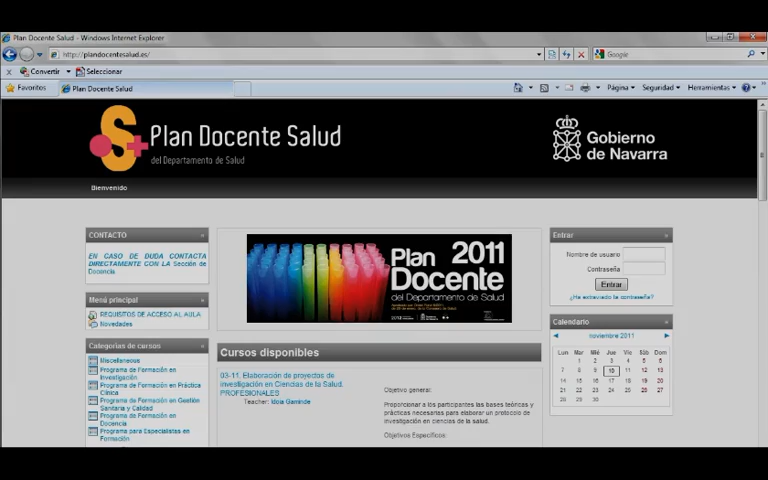 Plan Docente Salud - Windows Internet Explorer
http://plandocentesalud.es/
Google
Convertir
Seleccionar
Favoritos
Plan Docente Salud
Página
Seguridad
Herramientas
S+
Plan Docente Salud
del Departamento de Salud
Gobierno
de Navarra
Bienvenido
CONTACTO
EN CASO DE DUDA CONTACTA
DIRECTAMENTE CON LA Sección de
Docencia
Menú principal
REQUISITOS DE ACCESO AL AULA
Novedades
Categorías de cursos
Miscellaneous
Programa de Formación en
Investigación
Programa de Formación en Práctica
Clínica
Programa de Formación en Gestión
Sanitaria y Calidad
Programa de Formación en
Docencia
Programa para Especialistas en
Formación
Plan 2011
Docente
del Departamento de Salud
Cursos disponibles
03-11. Elaboración de proyectos de
investigación en Ciencias de la Salud.
PROFESIONALES
Teacher: Idoia Gaminde
Objetivo general:
Proporcionar a los participantes las bases teóricas y
prácticas necesarias para elaborar un protocolo de
investigación en ciencias de la salud.
Objetivos Específicos:
Entrar
Nombre de usuario
Contraseña
Entrar
¿Ha extraviado la contraseña?
Calendario
noviembre 2011
Lun Mar Mié Jue Vie Sáb Dom
1 2 3 4 5 6
7 8 9 10 11 12 13
14 15 16 17 18 19 20
21 22 23 24 25 26 27
28 29 30